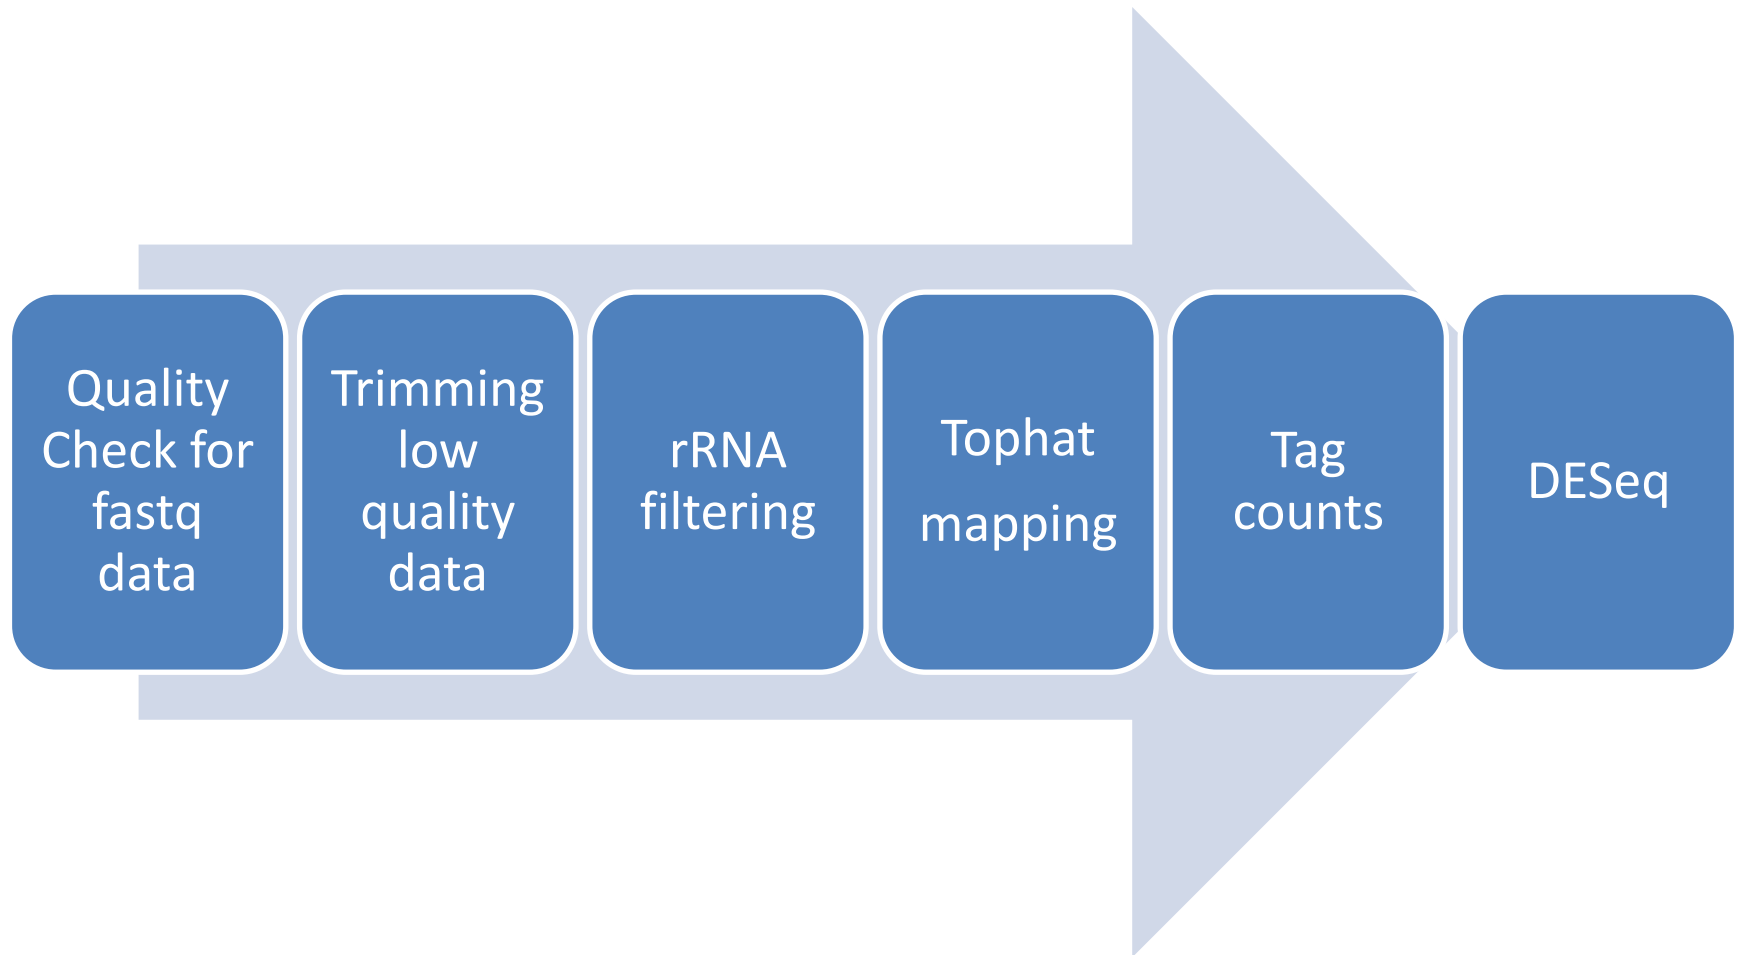 Quality
Check for
fastq
data
Trimming
low
quality
data
rRNA
filtering
Tophat
mapping
Tag
counts
DESeq